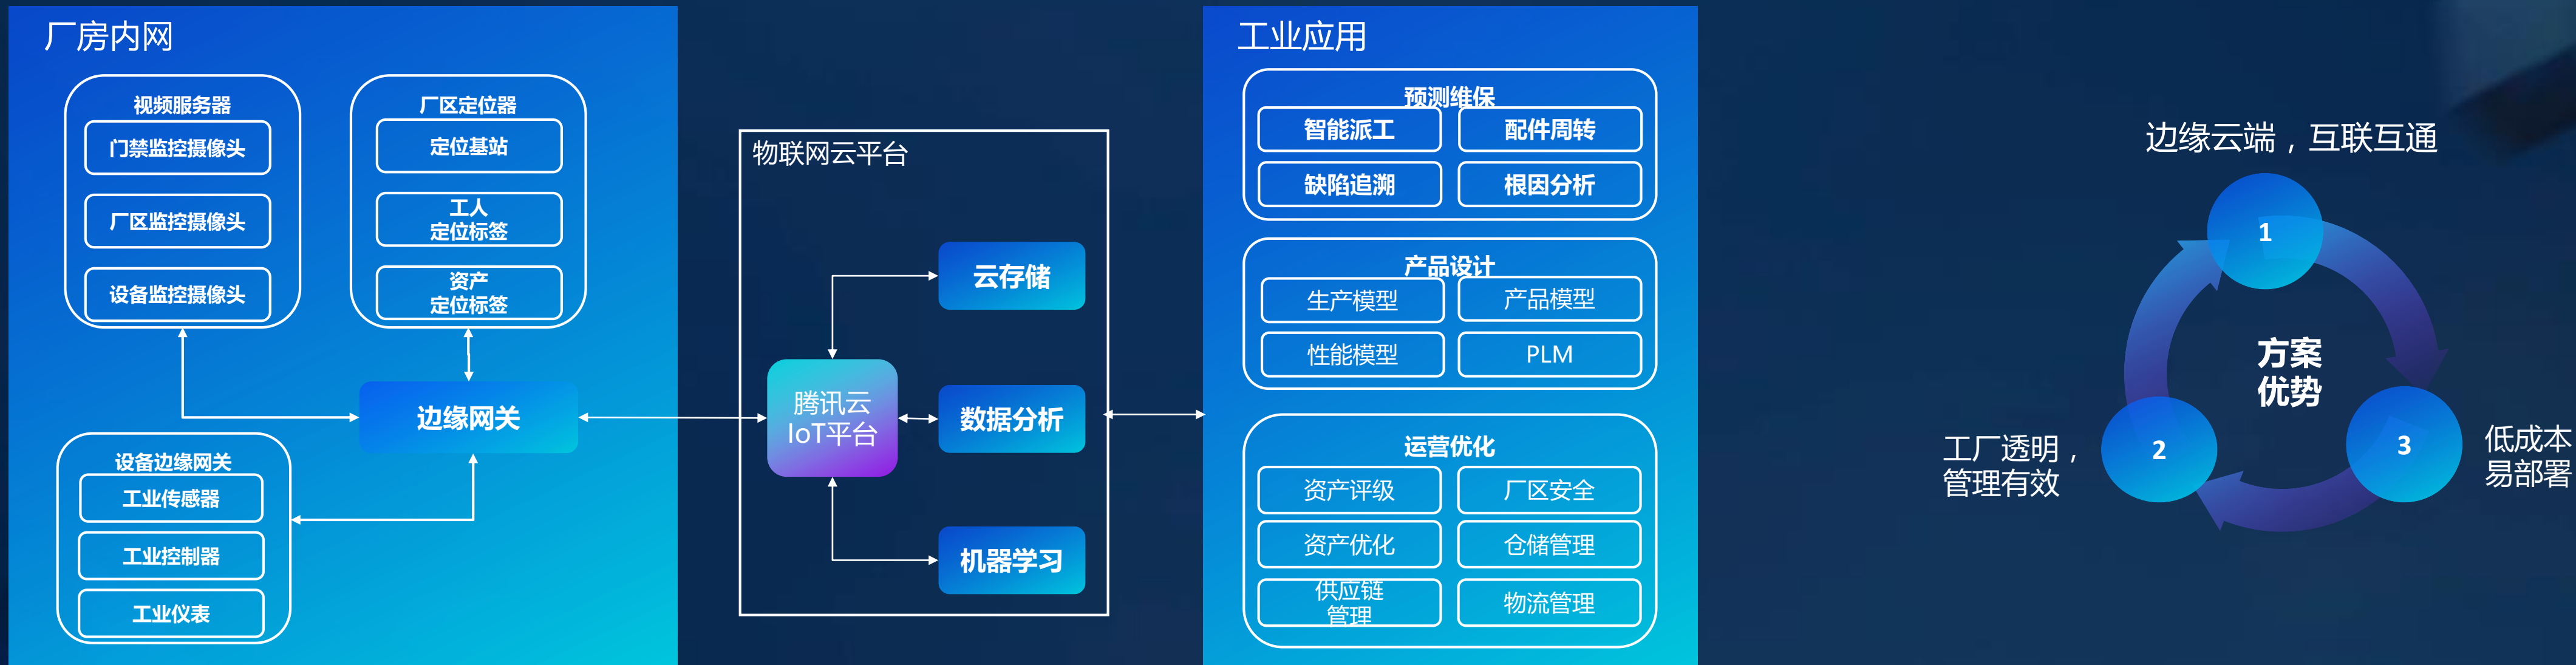 厂房内网
视频服务器
门禁监控摄像头
厂区监控摄像头
设备监控摄像头
厂区定位器
定位基站
工人
定位标签
资产
定位标签
边缘网关
设备边缘网关
工业传感器
工业控制器
工业仪表
物联网云平台
腾讯云
IoT平台
云存储
数据分析
机器学习
工业应用
预测维保
智能派工
配件周转
缺陷追溯
根因分析
产品设计
生产模型
产品模型
性能模型
PLM
运营优化
资产评级
厂区安全
资产优化
仓储管理
供应链
管理
物流管理
边缘云端，互联互通
1
方案
优势
2
工厂透明，
管理有效
3
低成本
易部署